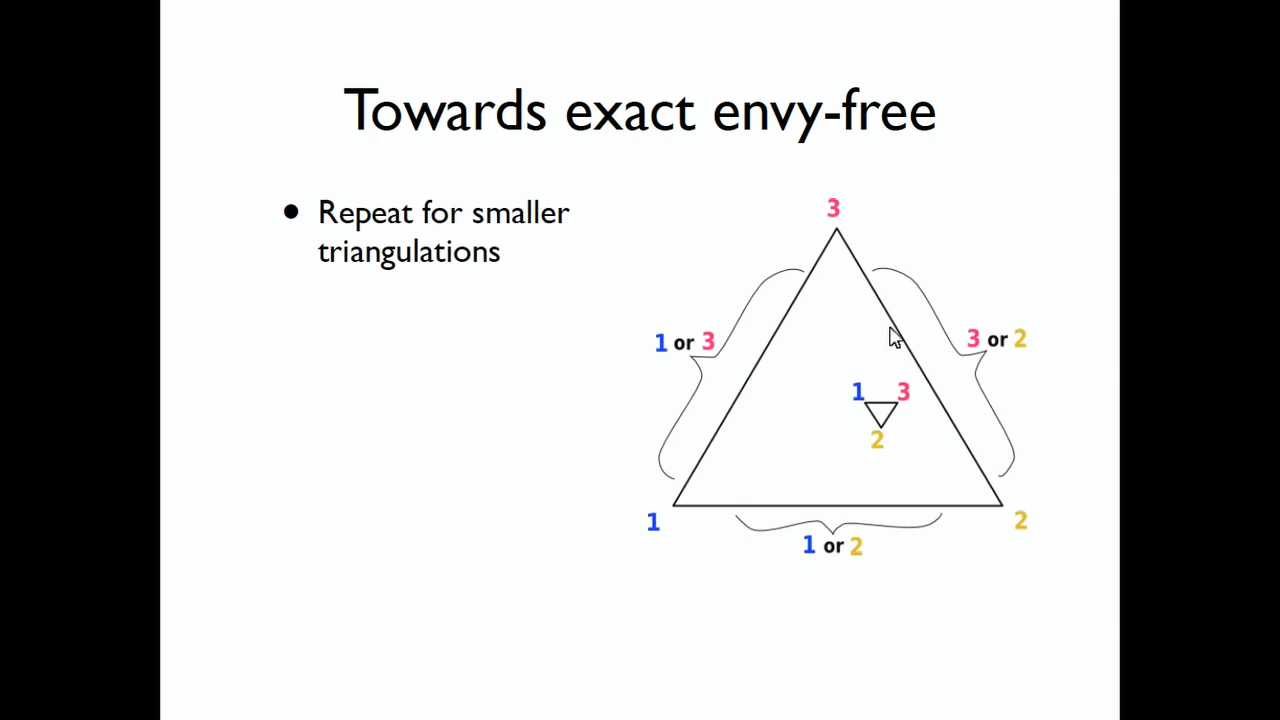 Towards exact envy-free
• Repeat for smaller
triangulations
3
1 or 3
3 or 2
1 3
2
1
2
1 or 2